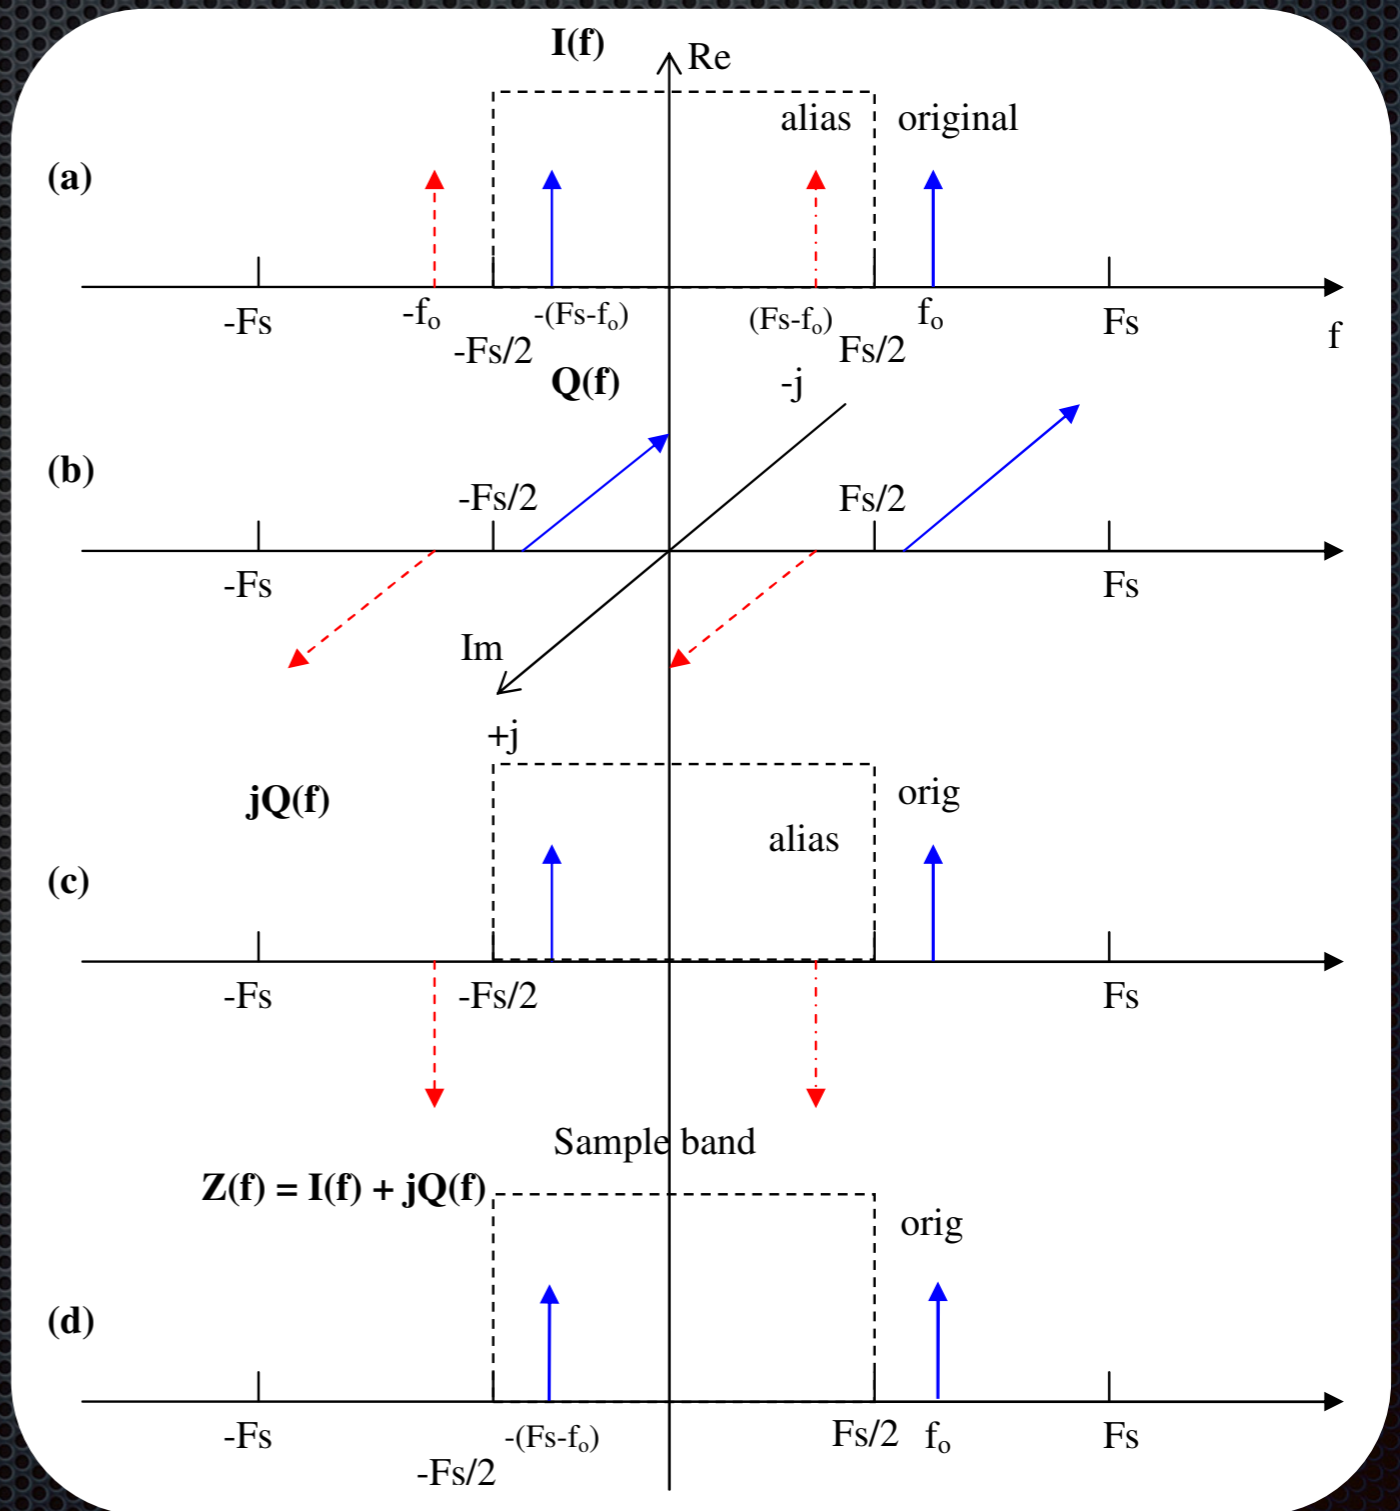 I(f)
Re
alias original
(a)
-Fs -fₒ -(Fs-fₒ) (Fs-fₒ) fₒ Fs f
-Fs/2 Fs/2
Q(f) -j
(b)
-Fs/2 Fs/2
-Fs Fs
Im
+j
jQ(f) orig
alias
(c)
-Fs -Fs/2 Fs
Sample band
Z(f) = I(f) + jQ(f)
orig
(d)
-Fs -(Fs-fₒ) Fs/2 fₒ Fs
-Fs/2